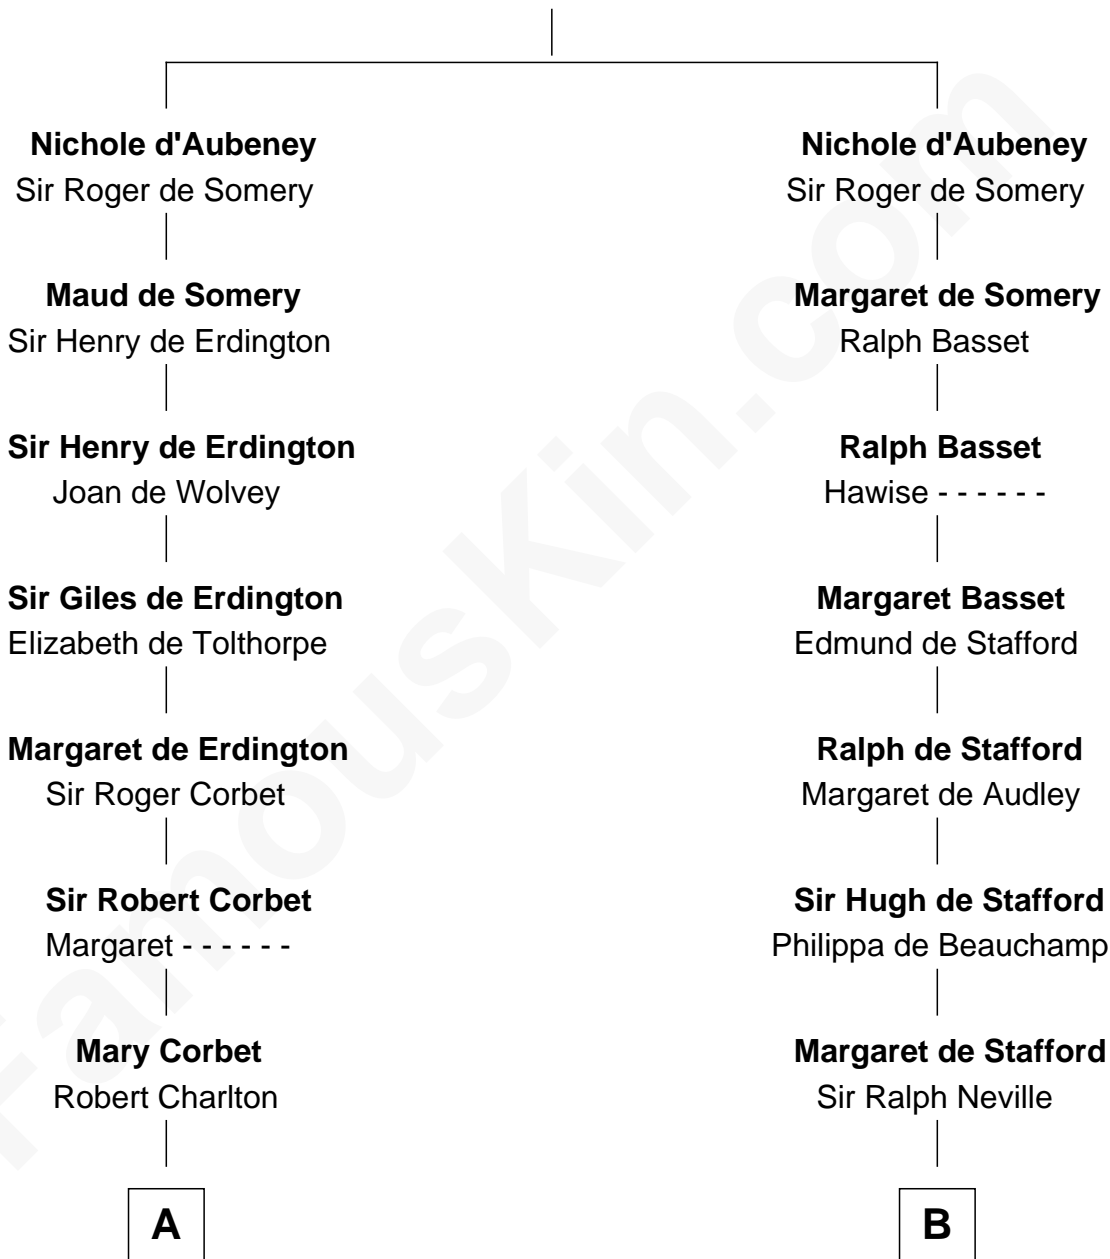 Nichole d'Aubeney
Sir Roger de Somery
Maud de Somery
Sir Henry de Erdington
Sir Henry de Erdington
Joan de Wolvey
Sir Giles de Erdington
Elizabeth de Tolthorpe
Margaret de Erdington
Sir Roger Corbet
Sir Robert Corbet
Margaret - - - - - -
Mary Corbet
Robert Charlton
A
Nichole d'Aubeney
Sir Roger de Somery
Margaret de Somery
Ralph Basset
Ralph Basset
Hawise - - - - - -
Margaret Basset
Edmund de Stafford
Ralph de Stafford
Margaret de Audley
Sir Hugh de Stafford
Philippa de Beauchamp
Margaret de Stafford
Sir Ralph Neville
B
FamousKin.com